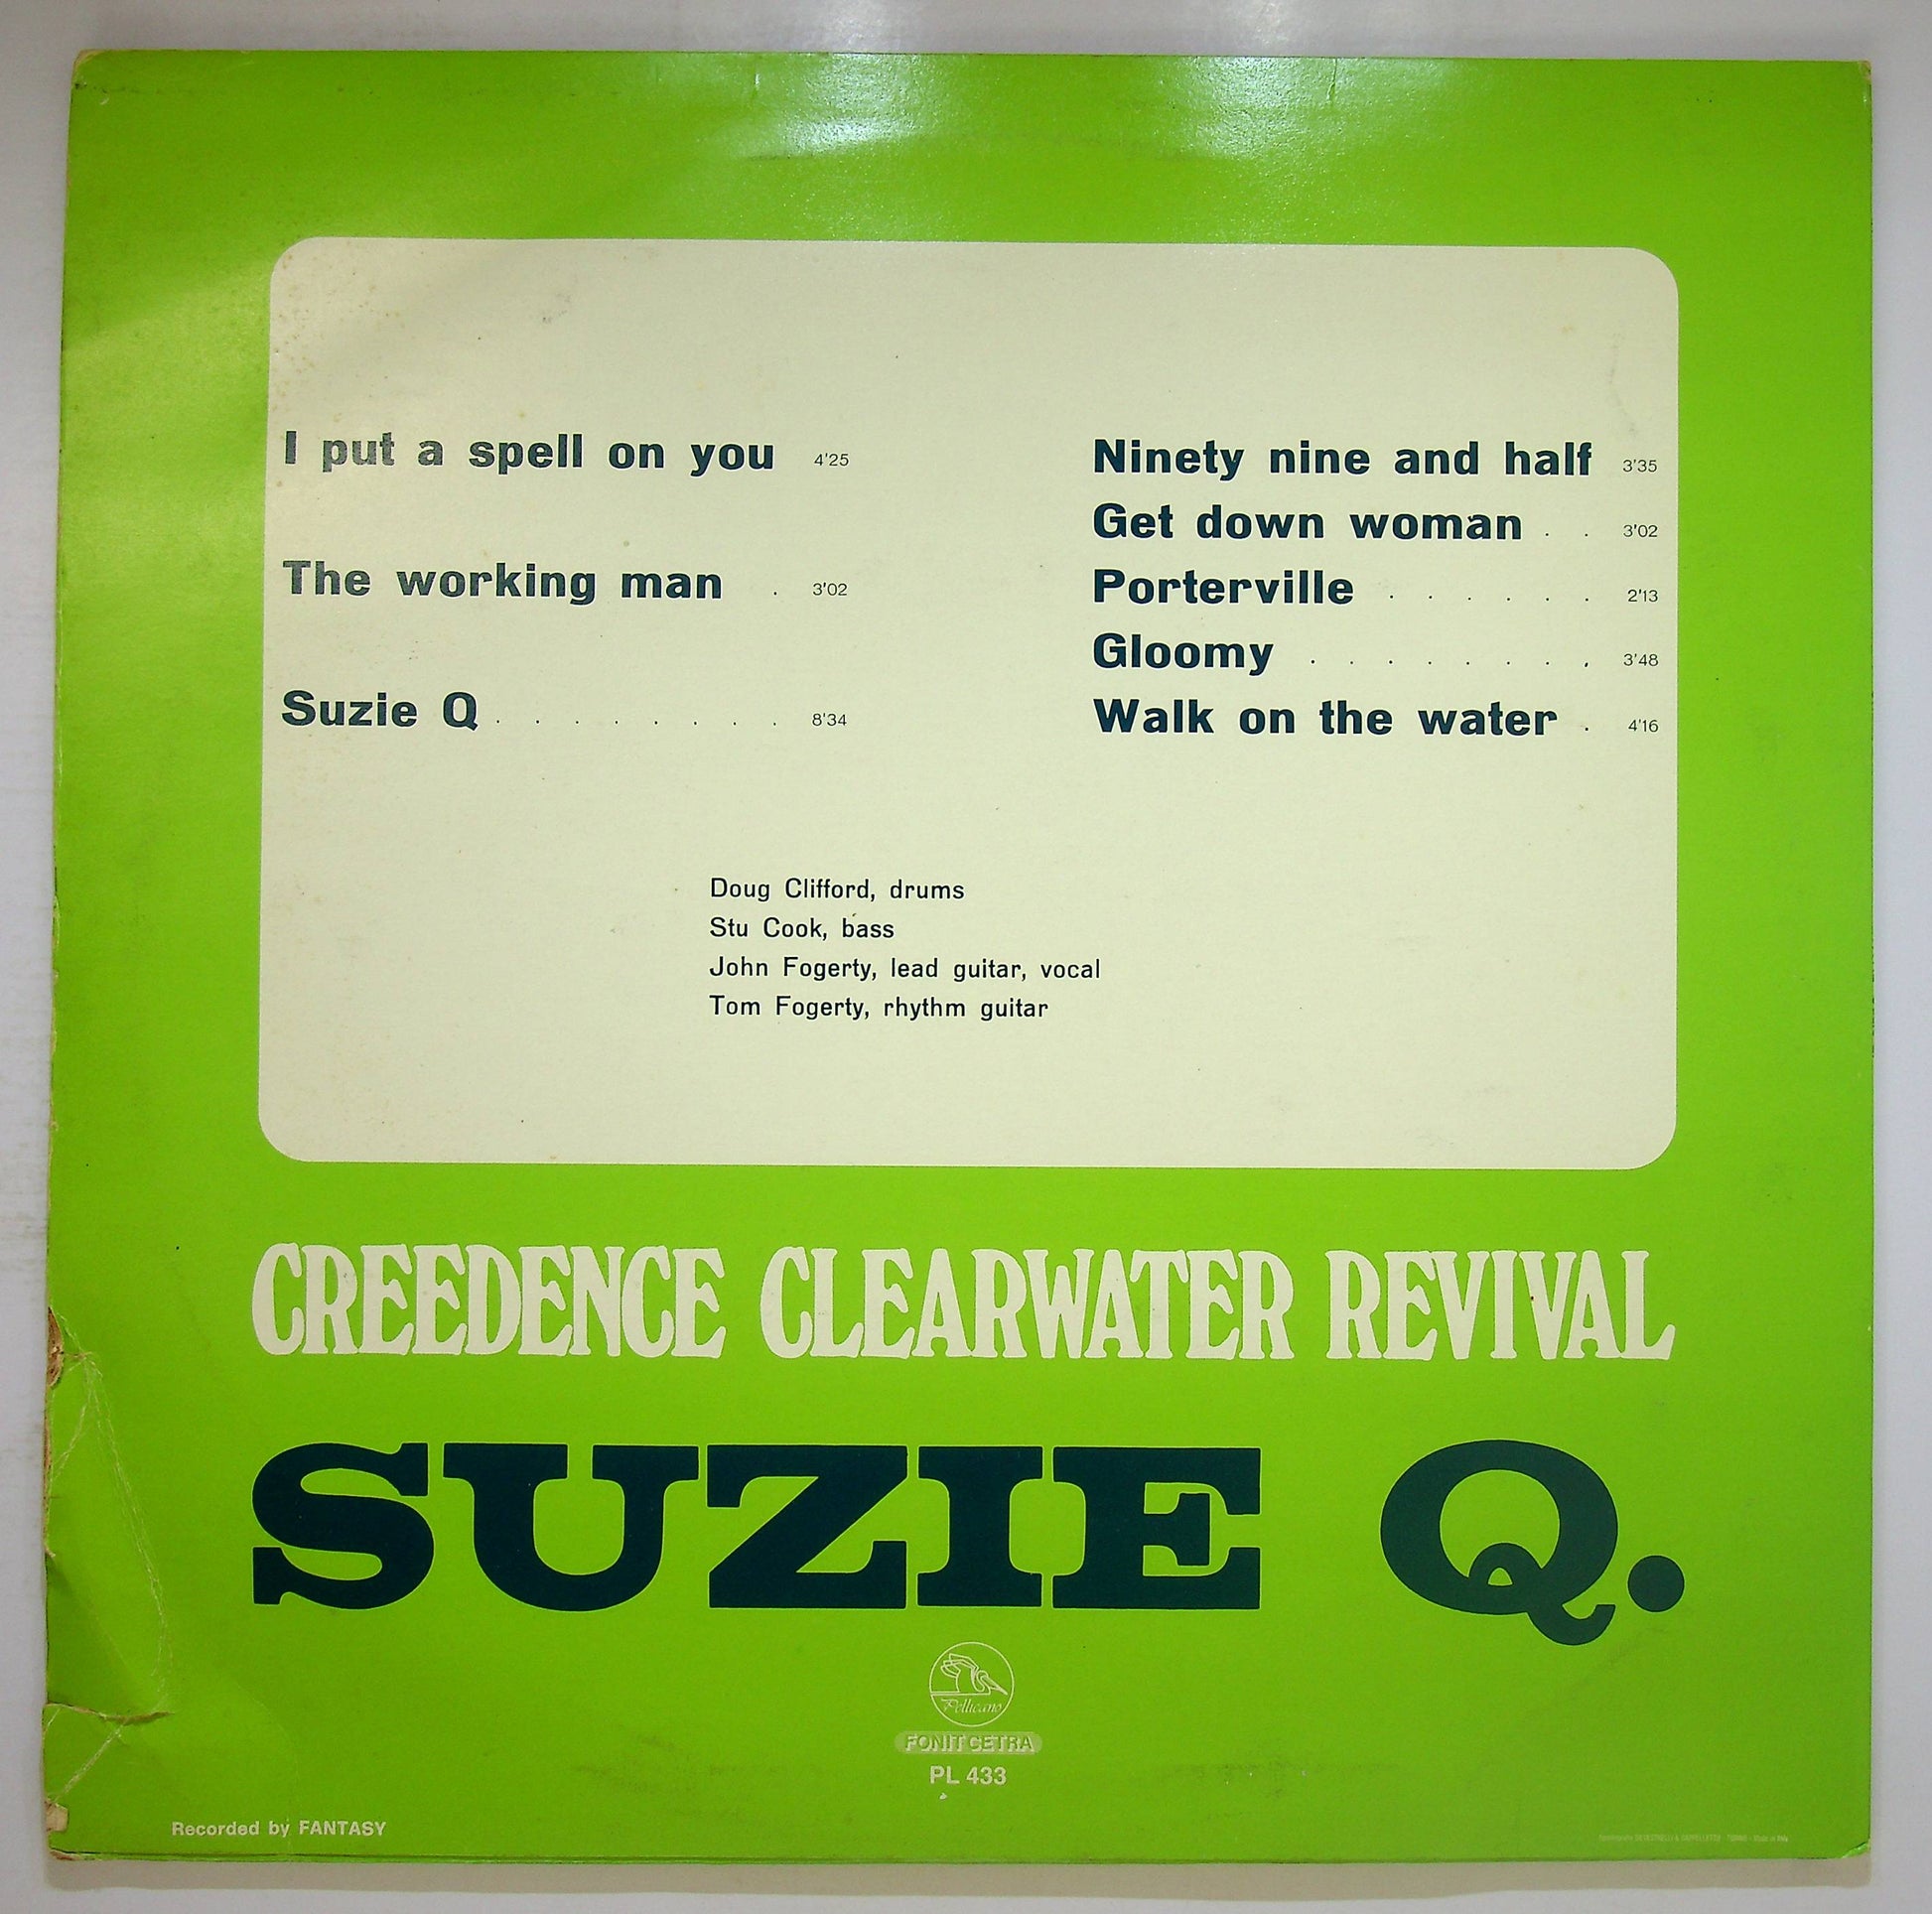 I put a spell on you 4'25
The working man . 3'02
Suzie Q . . . . . . . . 8'34
Ninety nine and half 3'35
Get down woman . . 3'02
Porterville . . . . . . 2'13
Gloomy . . . . . . . . 3'48
Walk on the water . 4'16
Doug Clifford, drums
Stu Cook, bass
John Fogerty, lead guitar, vocal
Tom Fogerty, rhythm guitar
CREEDENCE CLEARWATER REVIVAL
SUZIE Q.
Pellicano
FONIT CETRA
PL 433
Recorded by FANTASY
Made in Italy